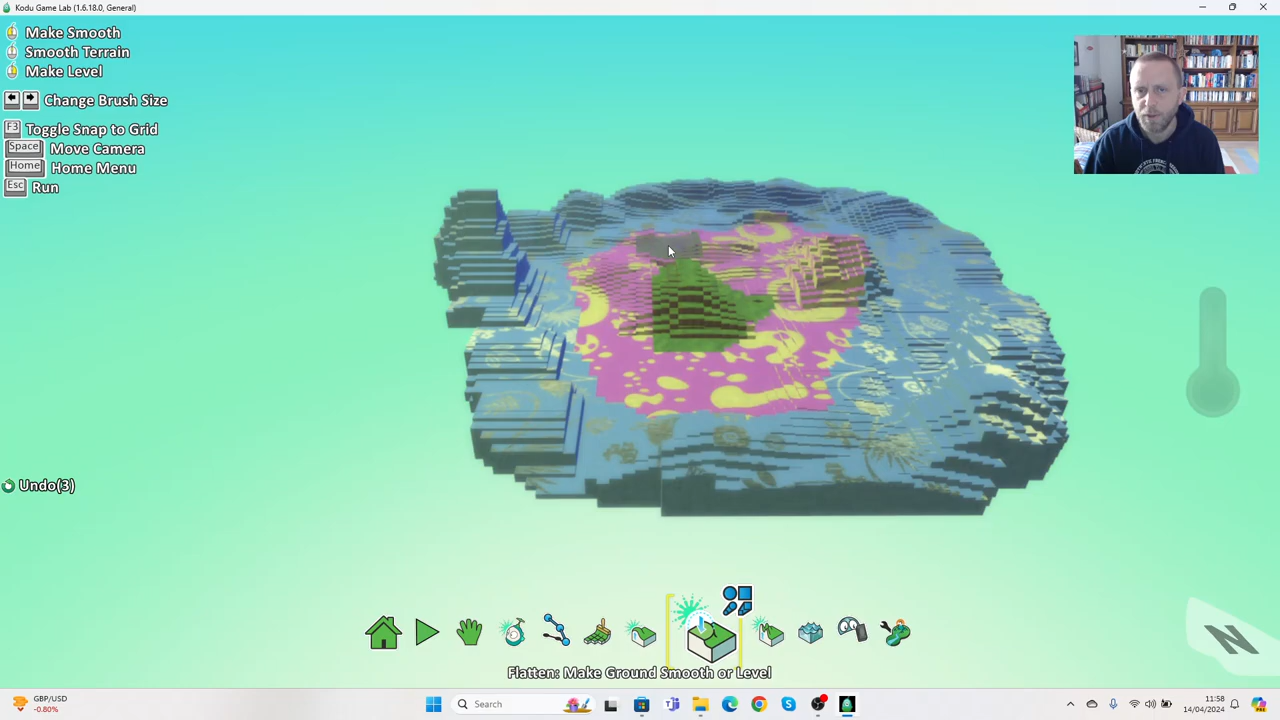 Kodu Game Lab (1.6.18.0, General)
Make Smooth
Smooth Terrain
Make Level
Change Brush Size
F3 Toggle Snap to Grid
Space Move Camera
Home Home Menu
Esc Run
Undo(3)
N
Flatten: Make Ground Smooth or Level
GBP/USD
-0.80%
Search
11:58
14/04/2024